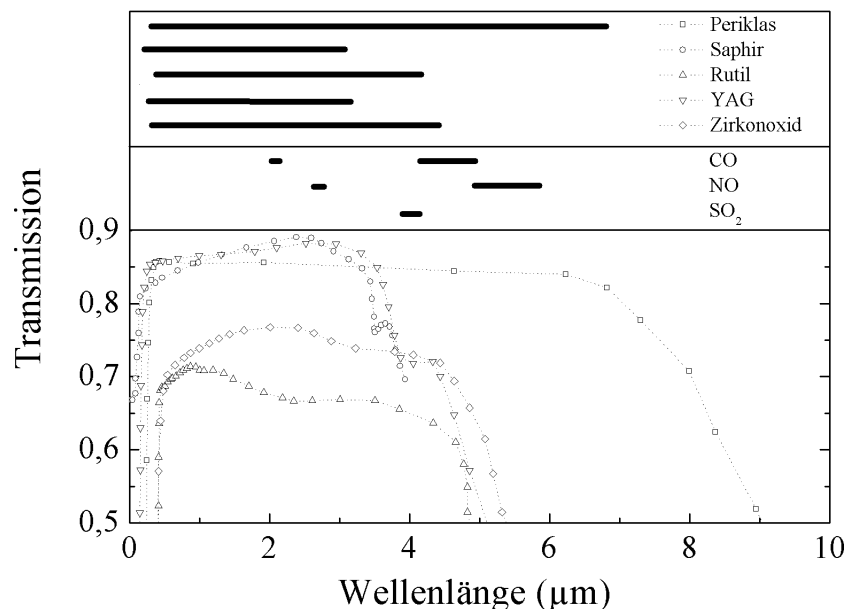 Periklas
Saphir
Rutil
YAG
Zirkonoxid
CO
NO
SO₂
Transmission
0,9
0,8
0,7
0,6
0,5
0 2 4 6 8 10
Wellenlänge (µm)